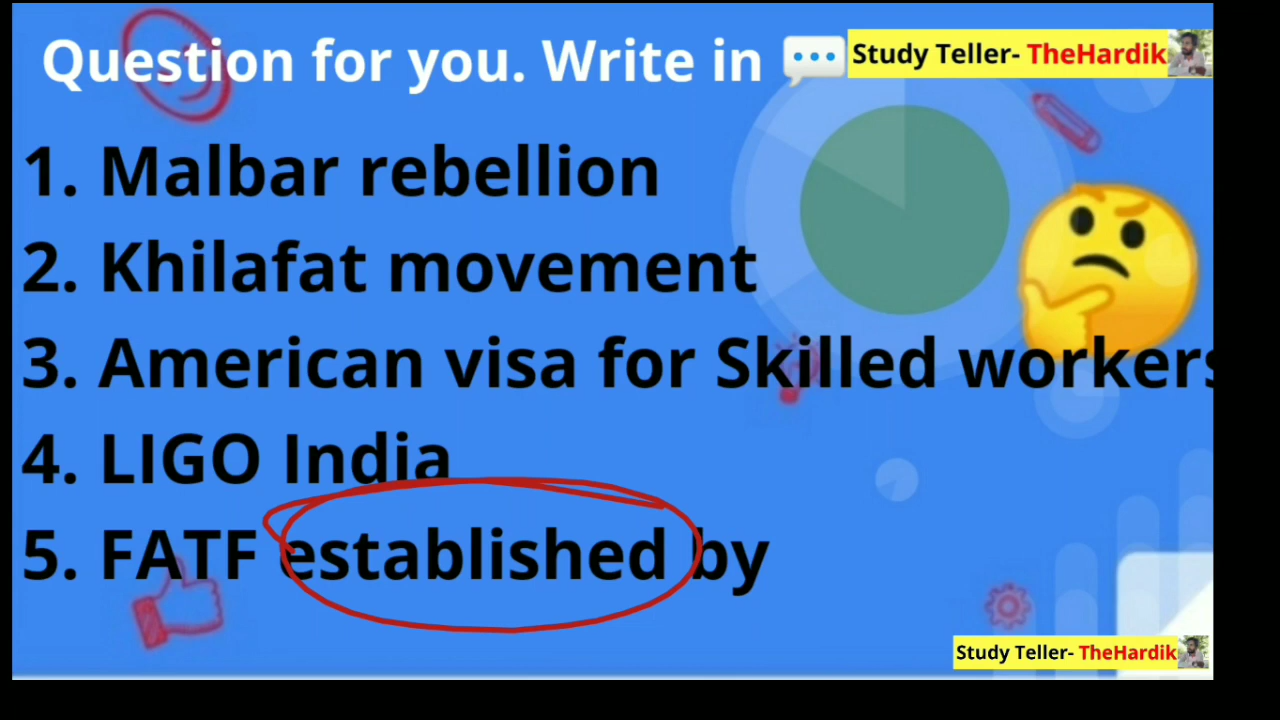 Question for you. Write in
Study Teller- TheHardik
1. Malbar rebellion
2. Khilafat movement
3. American visa for Skilled workers
4. LIGO India
5. FATF established by
Study Teller- TheHardik